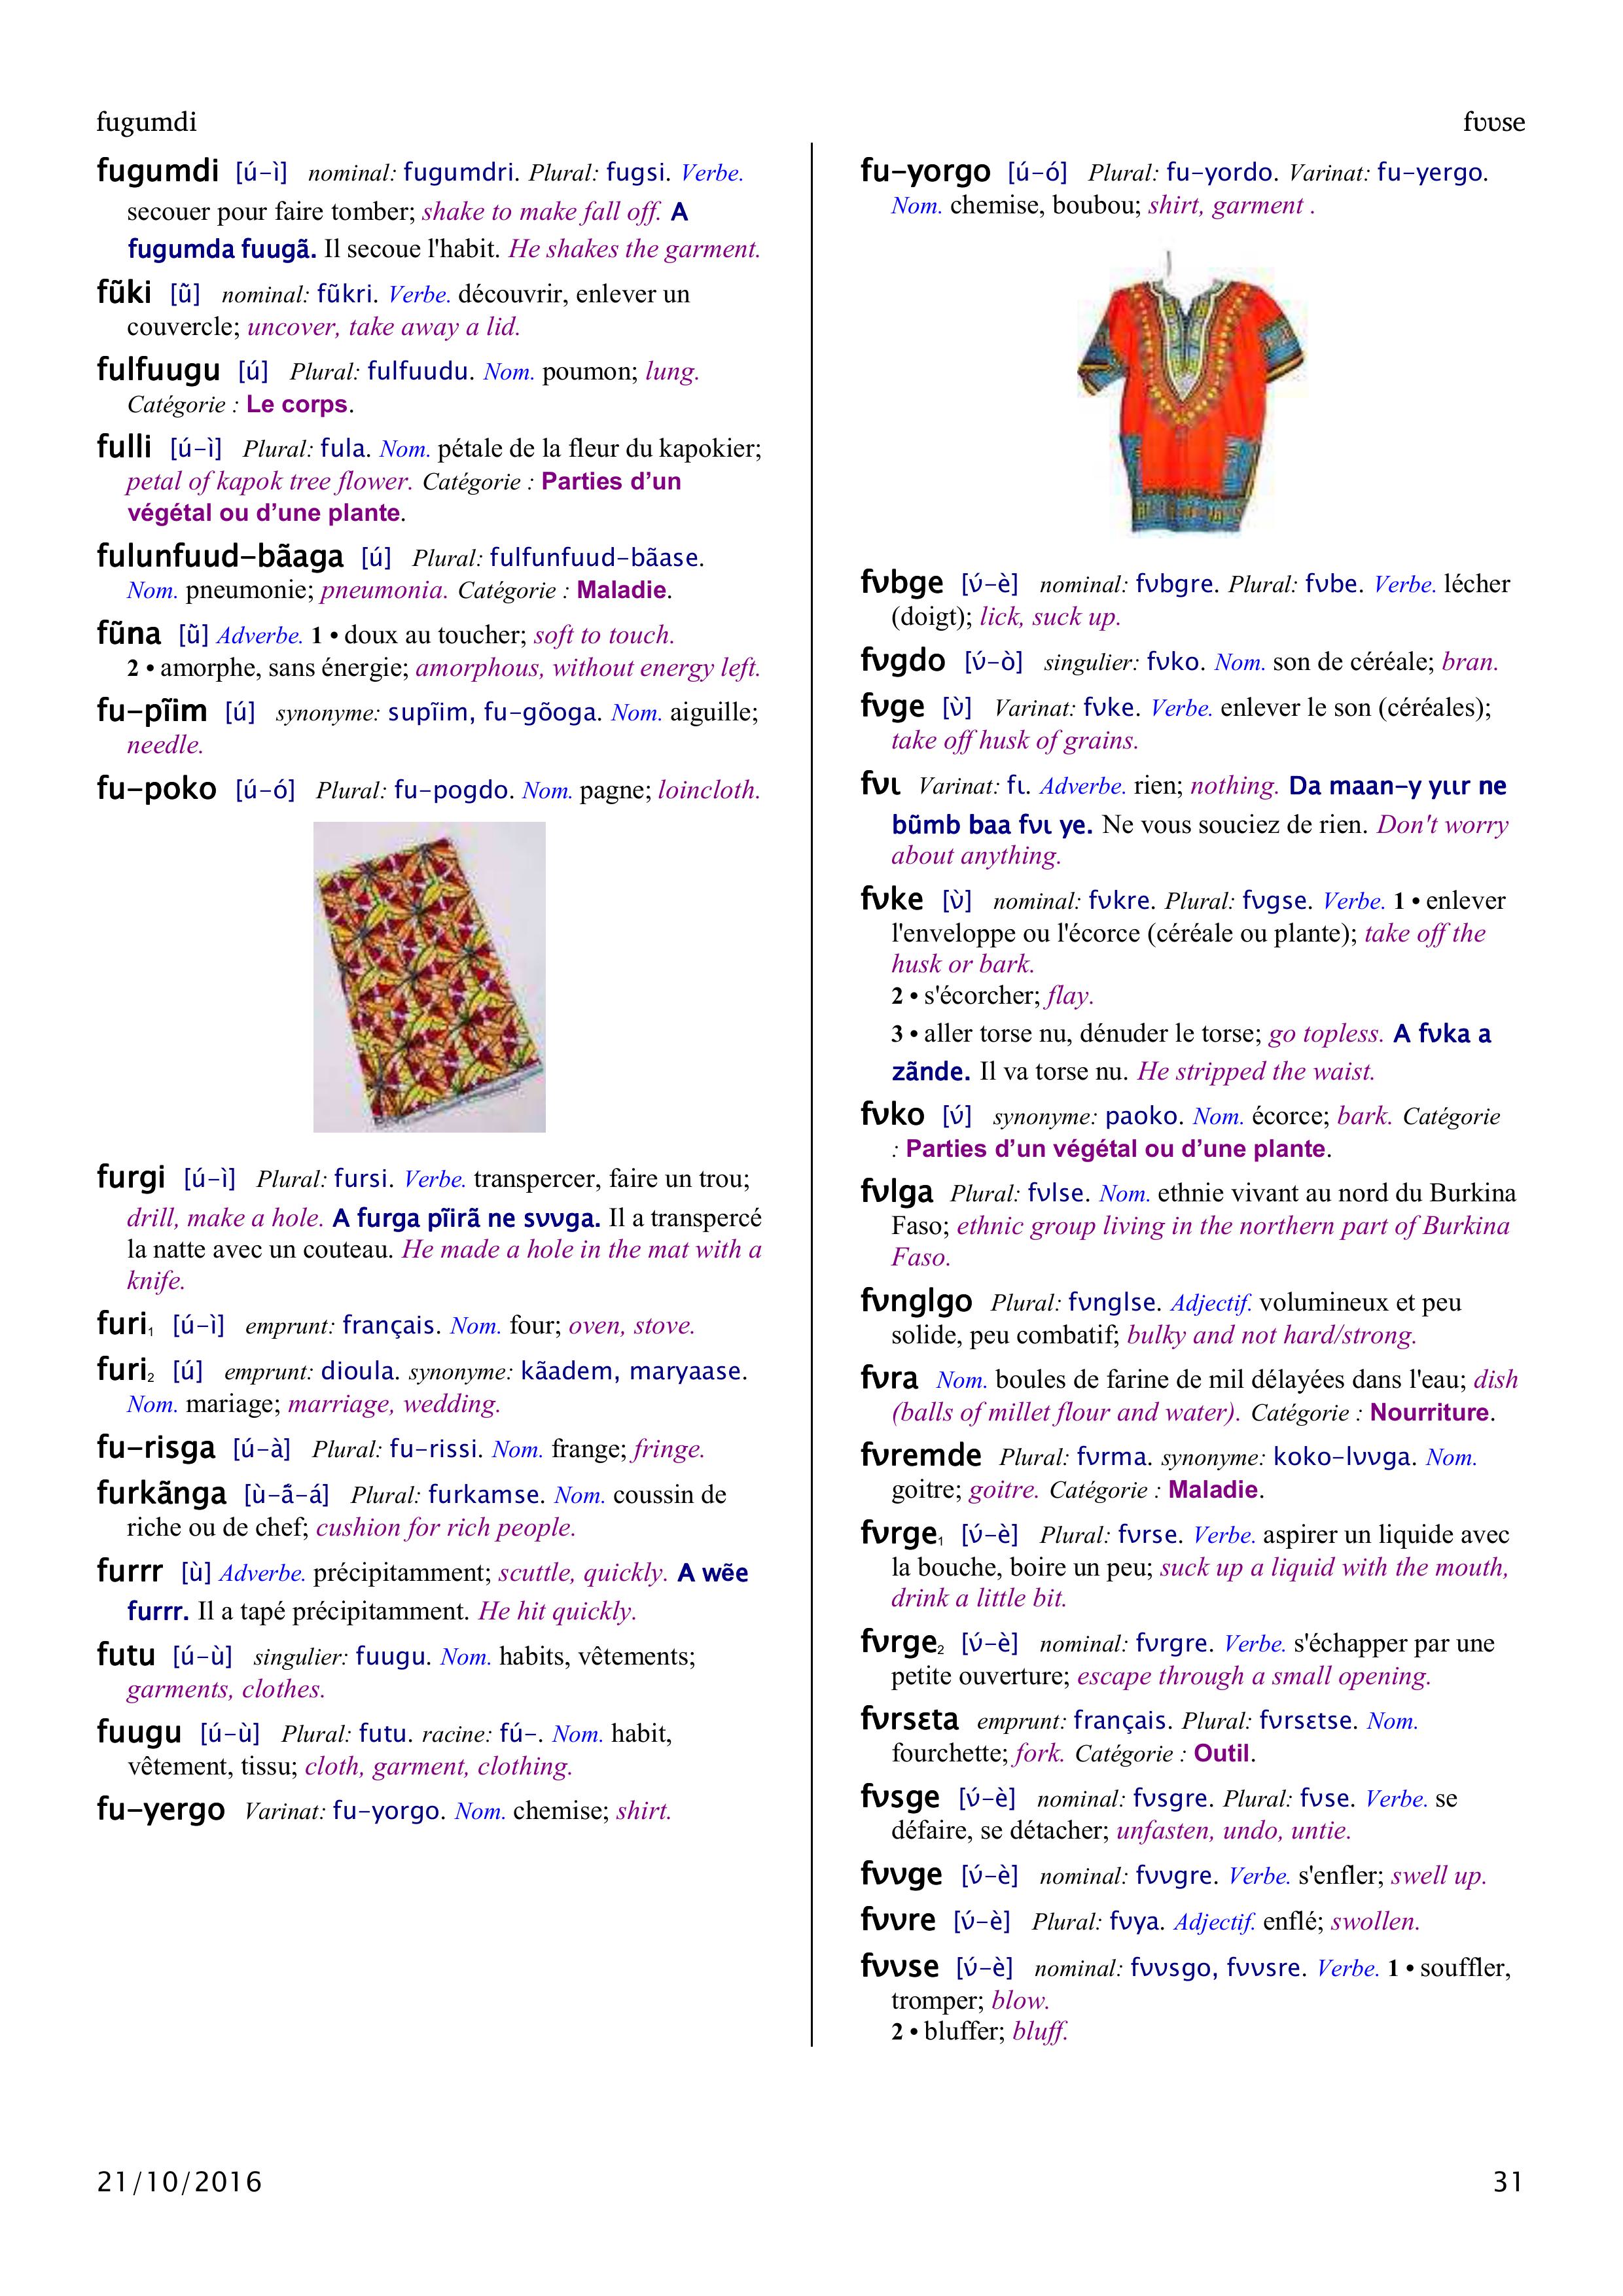 fugumdi
fʋʋse
fugumdi [ú-ì] nominal: fugumdri. Plural: fugsi. Verbe.
secouer pour faire tomber; shake to make fall off. A
fugumda fuugã. Il secoue l'habit. He shakes the garment.
fũki [ũ] nominal: fũkri. Verbe. découvrir, enlever un
couvercle; uncover, take away a lid.
fulfuugu [ú] Plural: fulfuudu. Nom. poumon; lung.
Catégorie : Le corps.
fulli [ú-ì] Plural: fula. Nom. pétale de la fleur du kapokier;
petal of kapok tree flower. Catégorie : Parties d’un
végétal ou d’une plante.
fulunfuud-bãaga [ú] Plural: fulfunfuud-bãase.
Nom. pneumonie; pneumonia. Catégorie : Maladie.
fũna [ũ] Adverbe. 1 • doux au toucher; soft to touch.
2 • amorphe, sans énergie; amorphous, without energy left.
fu-pĩim [ú] synonyme: supĩim, fu-gõoga. Nom. aiguille;
needle.
fu-poko [ú-ó] Plural: fu-pogdo. Nom. pagne; loincloth.
furgi [ú-ì] Plural: fursi. Verbe. transpercer, faire un trou;
drill, make a hole. A furga pĩirã ne sʋʋga. Il a transpercé
la natte avec un couteau. He made a hole in the mat with a
knife.
furi₁ [ú-ì] emprunt: français. Nom. four; oven, stove.
furi₂ [ú] emprunt: dioula. synonyme: kãadem, maryaase.
Nom. mariage; marriage, wedding.
fu-risga [ú-à] Plural: fu-rissi. Nom. frange; fringe.
furkãnga [ù-ã́-á] Plural: furkamse. Nom. coussin de
riche ou de chef; cushion for rich people.
furrr [ù] Adverbe. précipitamment; scuttle, quickly. A wẽe
furrr. Il a tapé précipitamment. He hit quickly.
futu [ú-ù] singulier: fuugu. Nom. habits, vêtements;
garments, clothes.
fuugu [ú-ù] Plural: futu. racine: fú-. Nom. habit,
vêtement, tissu; cloth, garment, clothing.
fu-yergo Varinat: fu-yorgo. Nom. chemise; shirt.
fu-yorgo [ú-ó] Plural: fu-yordo. Varinat: fu-yergo.
Nom. chemise, boubou; shirt, garment .
fʋbge [ʋ́-è] nominal: fʋbgre. Plural: fʋbe. Verbe. lécher
(doigt); lick, suck up.
fʋgdo [ʋ́-ò] singulier: fʋko. Nom. son de céréale; bran.
fʋge [ʋ̀] Varinat: fʋke. Verbe. enlever le son (céréales);
take off husk of grains.
fʋɩ Varinat: fɩ. Adverbe. rien; nothing. Da maan-y yɩɩr ne
bũmb baa fʋɩ ye. Ne vous souciez de rien. Don't worry
about anything.
fʋke [ʋ̀] nominal: fʋkre. Plural: fʋgse. Verbe. 1 • enlever
l'enveloppe ou l'écorce (céréale ou plante); take off the
husk or bark.
2 • s'écorcher; flay.
3 • aller torse nu, dénuder le torse; go topless. A fʋka a
zãnde. Il va torse nu. He stripped the waist.
fʋko [ʋ́] synonyme: paoko. Nom. écorce; bark. Catégorie
: Parties d’un végétal ou d’une plante.
fʋlga Plural: fʋlse. Nom. ethnie vivant au nord du Burkina
Faso; ethnic group living in the northern part of Burkina
Faso.
fʋnglgo Plural: fʋnglse. Adjectif. volumineux et peu
solide, peu combatif; bulky and not hard/strong.
fʋra Nom. boules de farine de mil délayées dans l'eau; dish
(balls of millet flour and water). Catégorie : Nourriture.
fʋremde Plural: fʋrma. synonyme: koko-lʋʋga. Nom.
goitre; goitre. Catégorie : Maladie.
fʋrge₁ [ʋ́-è] Plural: fʋrse. Verbe. aspirer un liquide avec
la bouche, boire un peu; suck up a liquid with the mouth,
drink a little bit.
fʋrge₂ [ʋ́-è] nominal: fʋrgre. Verbe. s'échapper par une
petite ouverture; escape through a small opening.
fʋrsɛta emprunt: français. Plural: fʋrsɛtse. Nom.
fourchette; fork. Catégorie : Outil.
fʋsge [ʋ́-è] nominal: fʋsgre. Plural: fʋse. Verbe. se
défaire, se détacher; unfasten, undo, untie.
fʋʋge [ʋ́-è] nominal: fʋʋgre. Verbe. s'enfler; swell up.
fʋʋre [ʋ́-è] Plural: fʋya. Adjectif. enflé; swollen.
fʋʋse [ʋ́-è] nominal: fʋʋsgo, fʋʋsre. Verbe. 1 • souffler,
tromper; blow.
2 • bluffer; bluff.
21/10/2016
31